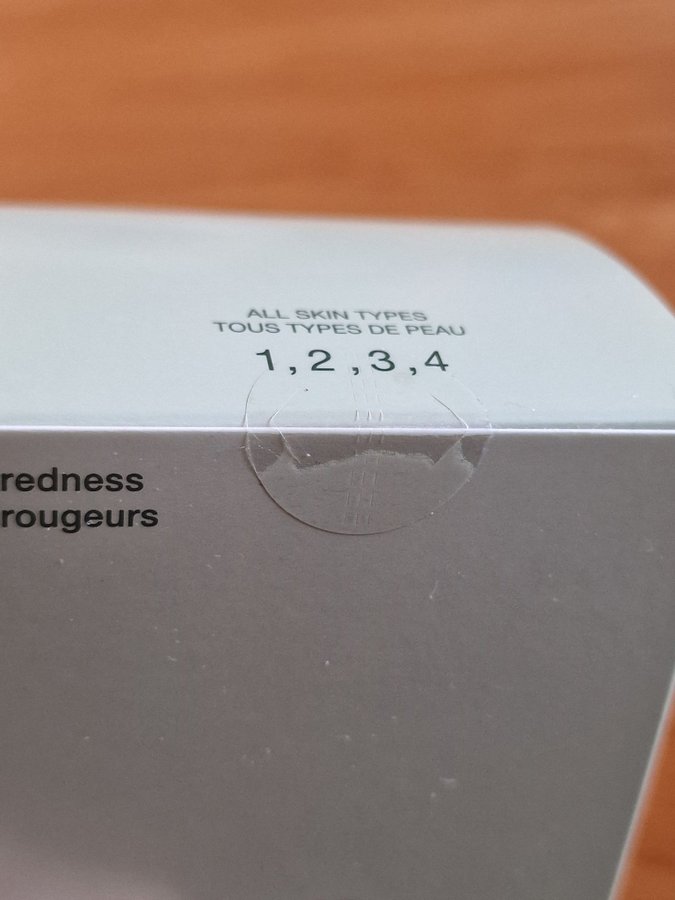 ALL SKIN TYPES
TOUS TYPES DE PEAU
1,2,3,4
redness
rougeurs